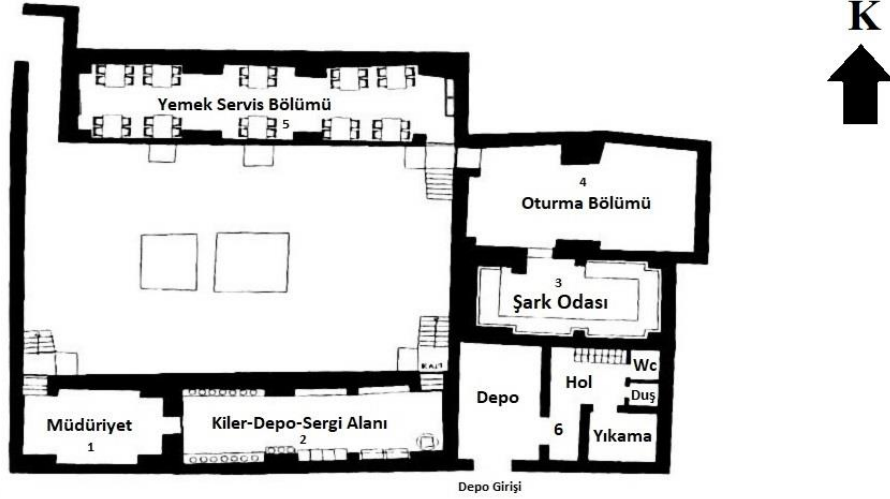 K
Yemek Servis Bölümü
5
4
Oturma Bölümü
3
Şark Odası
Wc
Hol
Duş
Depo
Müdüriyet
1
Kiler-Depo-Sergi Alanı
2
6
Yıkama
Depo Girişi